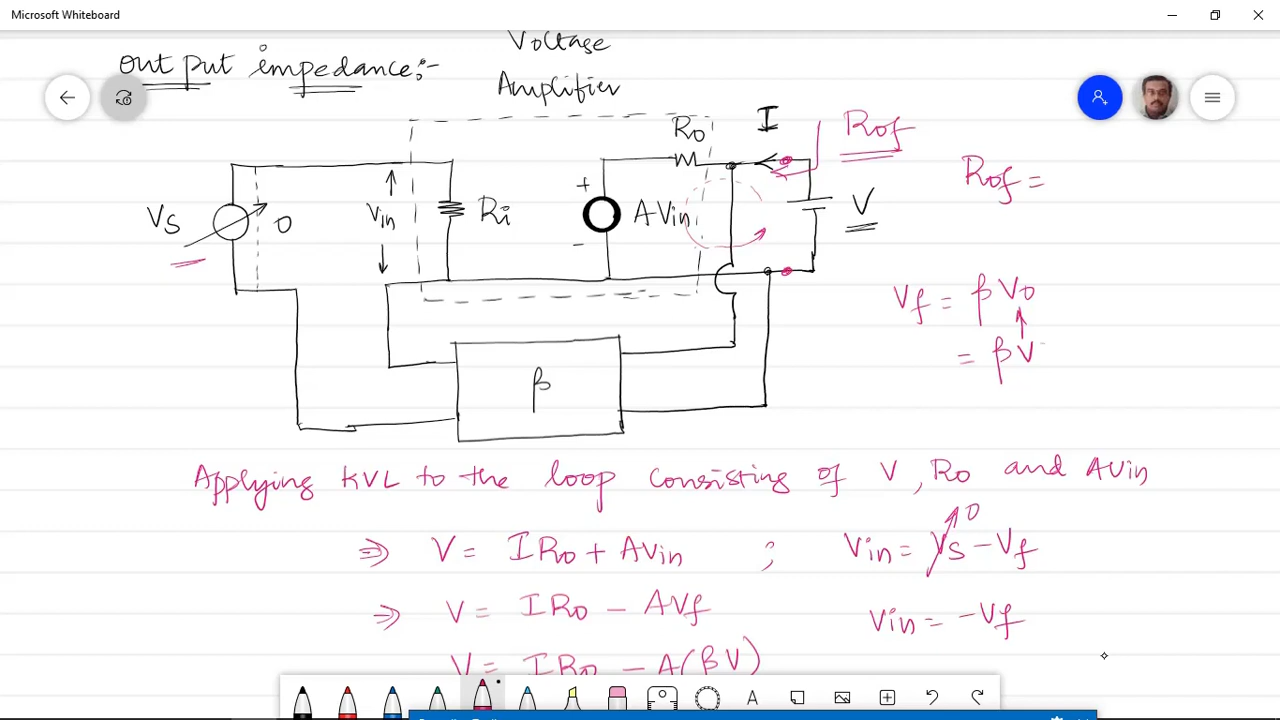 Microsoft Whiteboard
Voltage
Amplifier
output impedance:-
Ro
I
Rof
Rof =
Vs
0
Vin
Ri
+
-
AVin
V
Vf = βVo
= βV
β
Applying KVL to the loop consisting of V, Ro and AVin
⇒ V = IRo + AVin ; Vin = Vs - Vf
0
⇒ V = IRo - AVf
Vin = -Vf
V = IRo - A(βV)
A